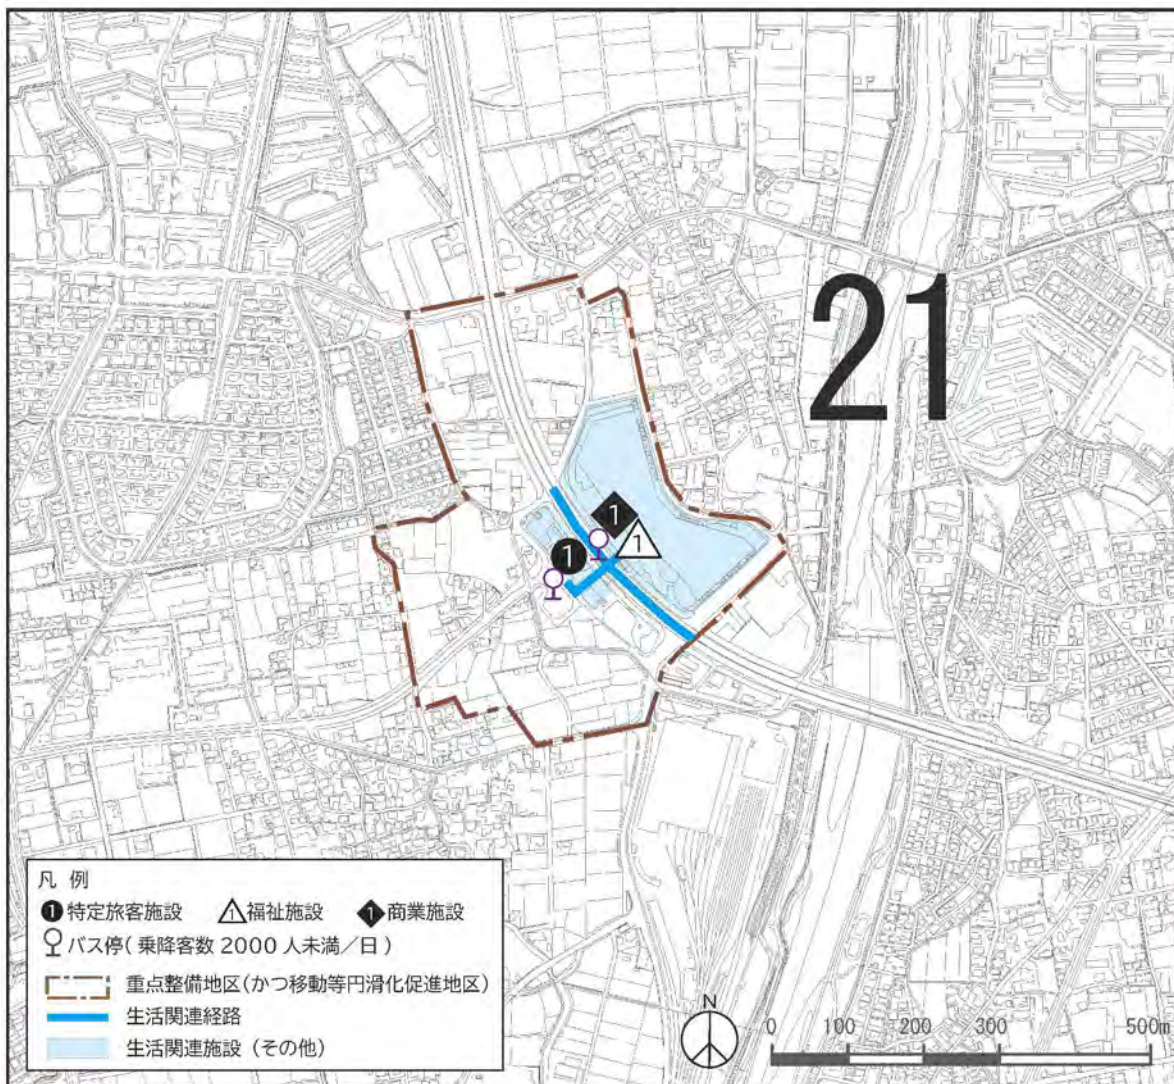 21
1
1
1
凡 例
1 特定旅客施設 1 福祉施設 1 商業施設
バス停(乗降客数 2000 人未満/日)
重点整備地区(かつ移動等円滑化促進地区)
生活関連経路
生活関連施設(その他)
N
0 100 200 300 500m